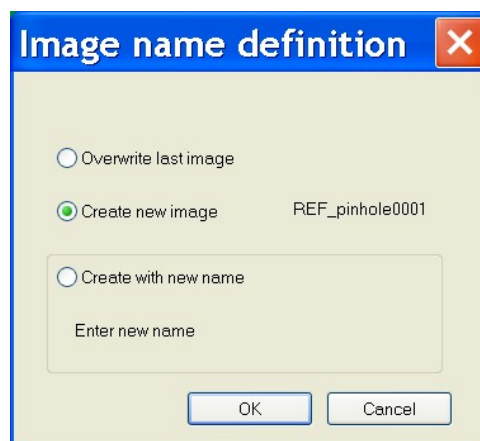 Image name definition
Overwrite last image
Create new image REF_pinhole0001
Create with new name
Enter new name
OK Cancel